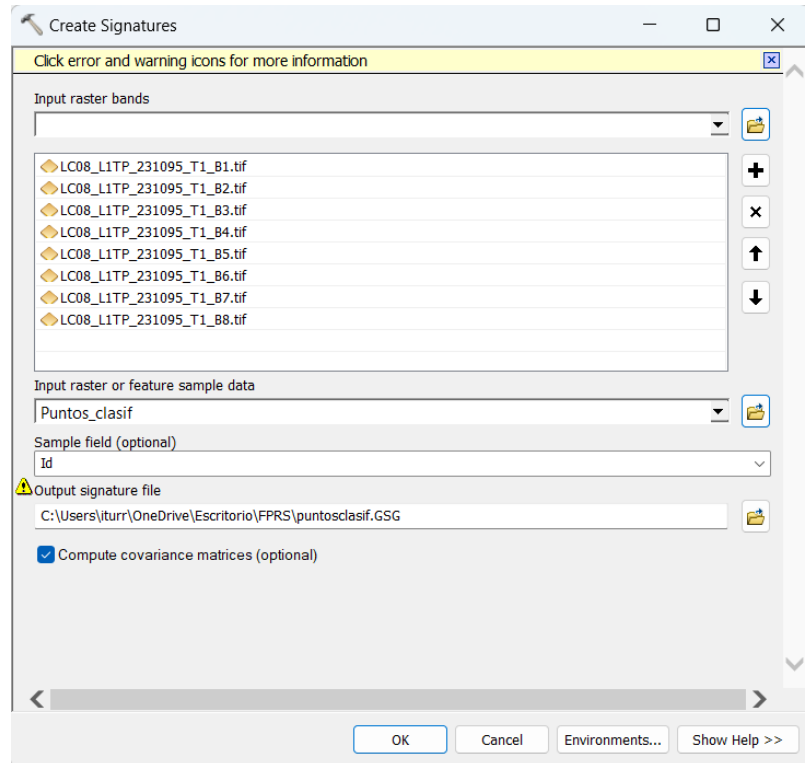 Create Signatures
Click error and warning icons for more information
Input raster bands
LC08_L1TP_231095_T1_B1.tif
LC08_L1TP_231095_T1_B2.tif
LC08_L1TP_231095_T1_B3.tif
LC08_L1TP_231095_T1_B4.tif
LC08_L1TP_231095_T1_B5.tif
LC08_L1TP_231095_T1_B6.tif
LC08_L1TP_231095_T1_B7.tif
LC08_L1TP_231095_T1_B8.tif
Input raster or feature sample data
Puntos_clasif
Sample field (optional)
Id
Output signature file
C:\Users\iturr\OneDrive\Escritorio\FPRS\puntosclasif.GSG
Compute covariance matrices (optional)
OK Cancel Environments... Show Help >>